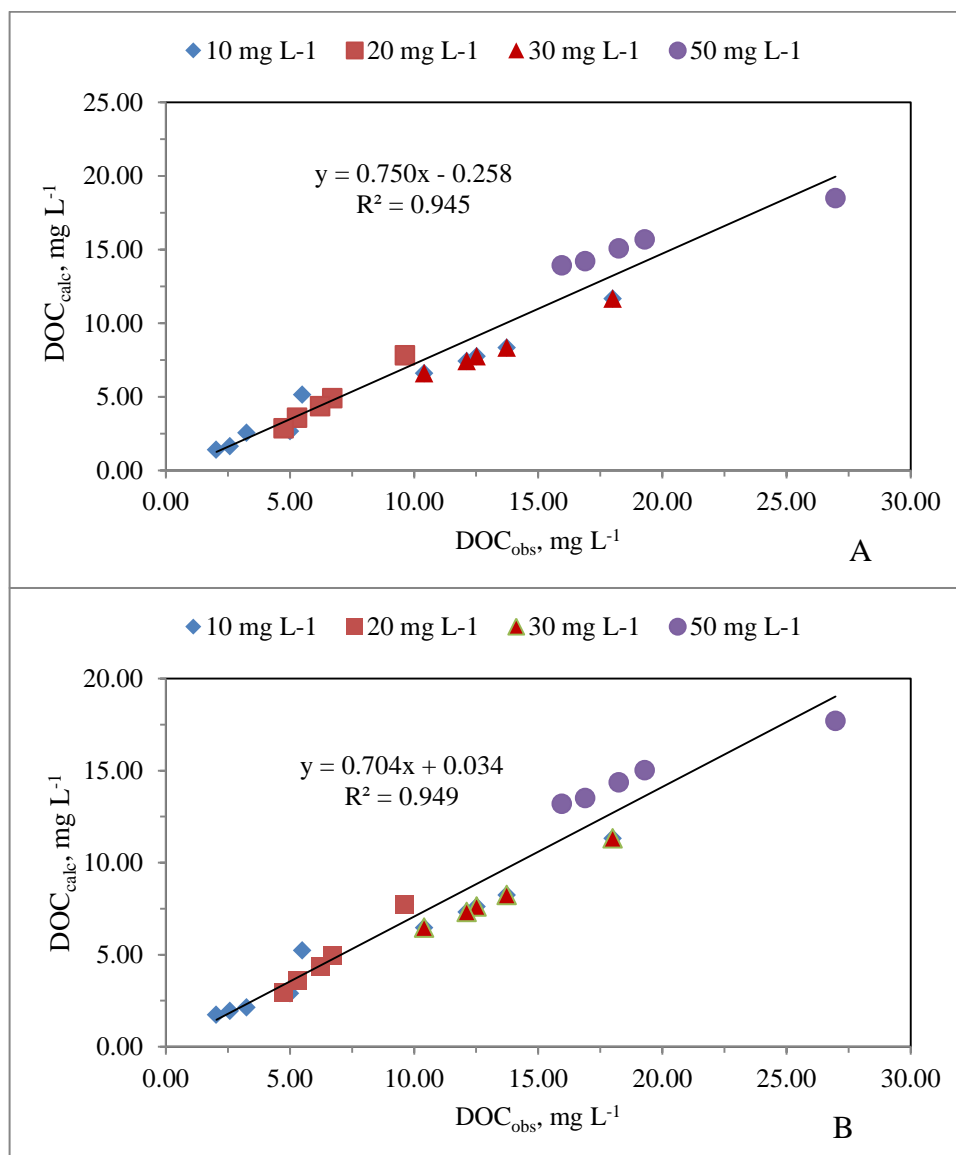 10 mg L-1 20 mg L-1 30 mg L-1 50 mg L-1
25.00
20.00
15.00
10.00
5.00
0.00
DOCcalc, mg L-1
y = 0.750x - 0.258
R² = 0.945
0.00 5.00 10.00 15.00 20.00 25.00 30.00
DOCobs, mg L-1
A
10 mg L-1 20 mg L-1 30 mg L-1 50 mg L-1
20.00
15.00
10.00
5.00
0.00
DOCcalc, mg L-1
y = 0.704x + 0.034
R² = 0.949
0.00 5.00 10.00 15.00 20.00 25.00 30.00
DOCobs, mg L-1
B